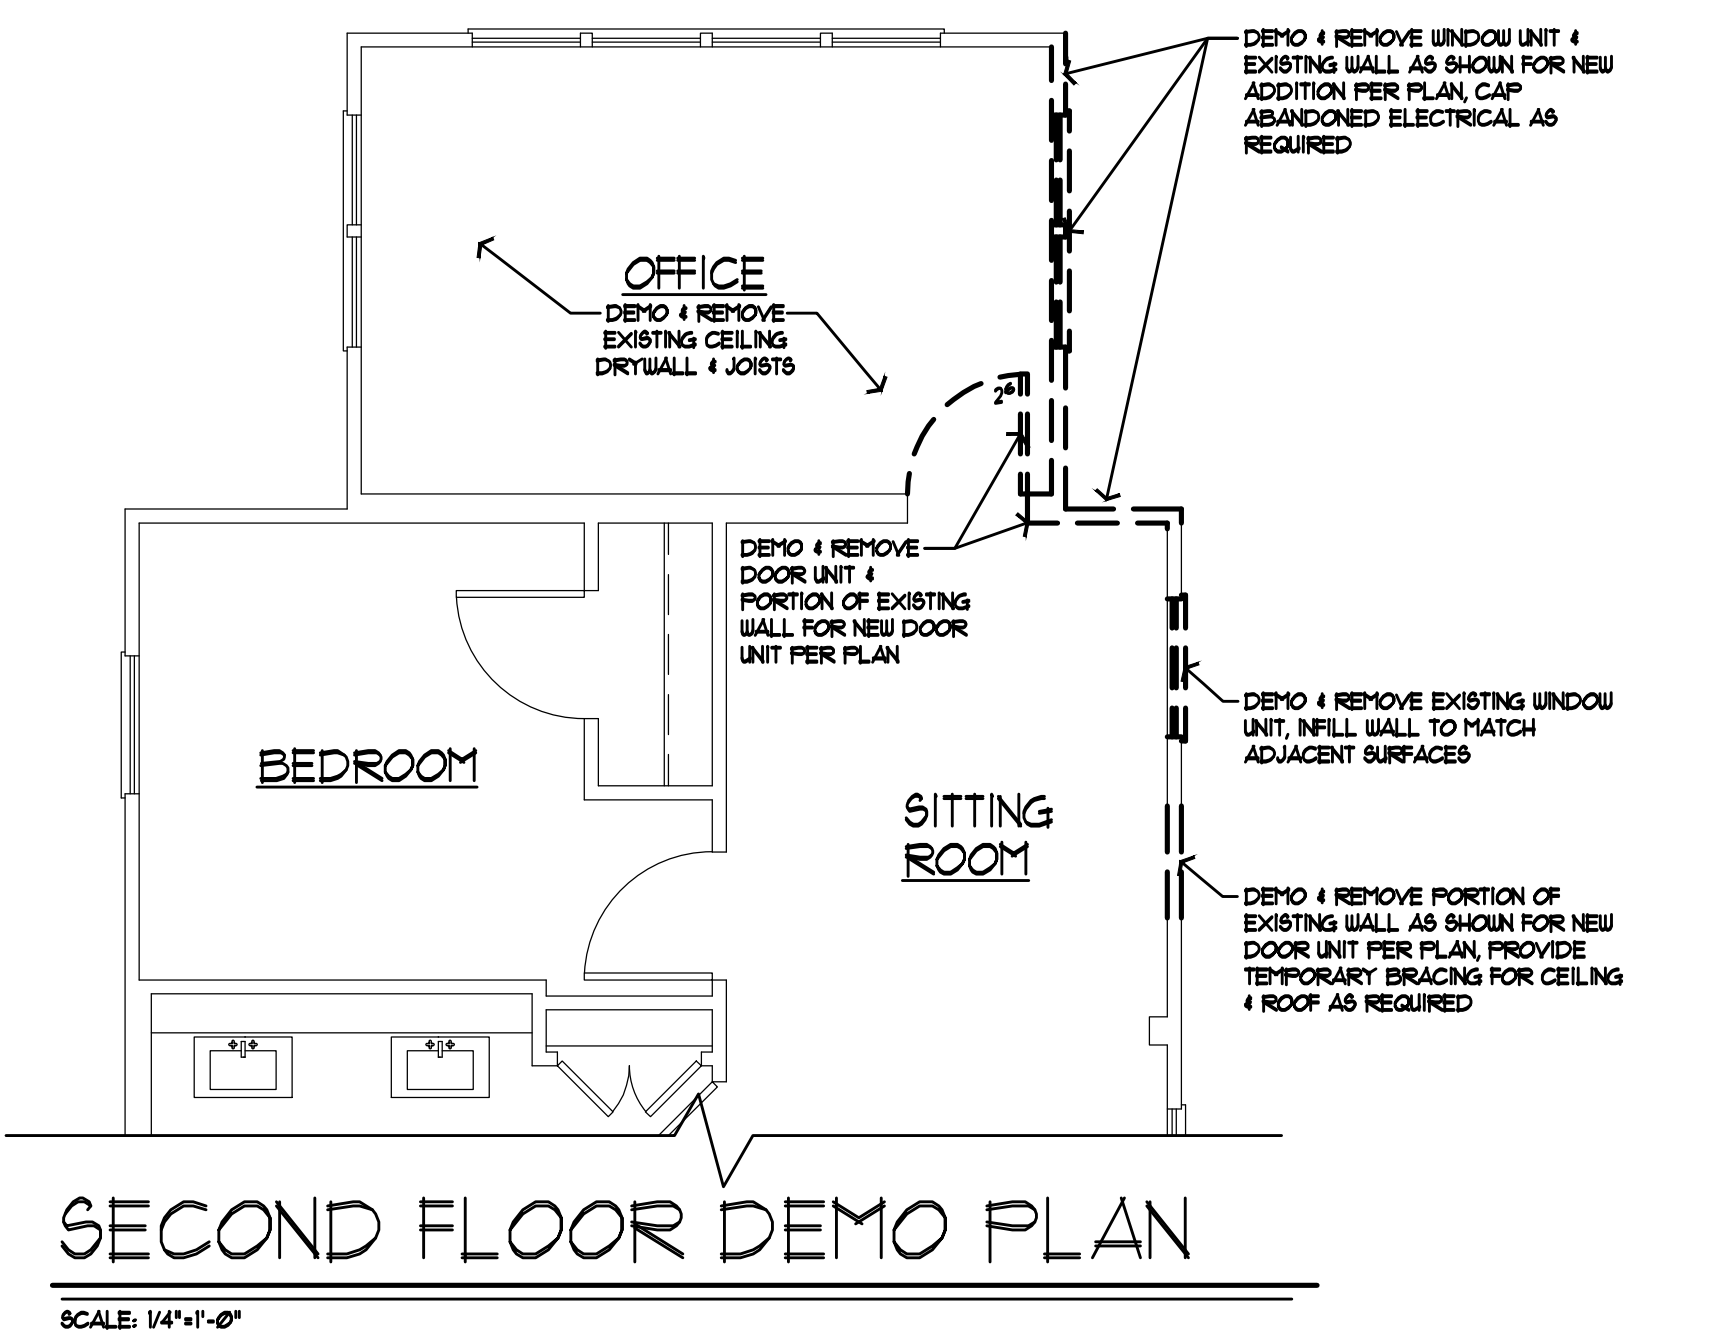 DEMO & REMOVE WINDOW UNIT &
EXISTING WALL AS SHOWN FOR NEW
ADDITION PER PLAN, CAP
ABANDONED ELECTRICAL AS
REQUIRED
OFFICE
DEMO & REMOVE
EXISTING CEILING
DRYWALL & JOISTS
2⁶
DEMO & REMOVE
DOOR UNIT &
PORTION OF EXISTING
WALL FOR NEW DOOR
UNIT PER PLAN
DEMO & REMOVE EXISTING WINDOW
UNIT, INFILL WALL TO MATCH
ADJACENT SURFACES
BEDROOM
SITTING
ROOM
DEMO & REMOVE PORTION OF
EXISTING WALL AS SHOWN FOR NEW
DOOR UNIT PER PLAN, PROVIDE
TEMPORARY BRACING FOR CEILING
& ROOF AS REQUIRED
SECOND FLOOR DEMO PLAN
SCALE: 1/4"=1'-0"